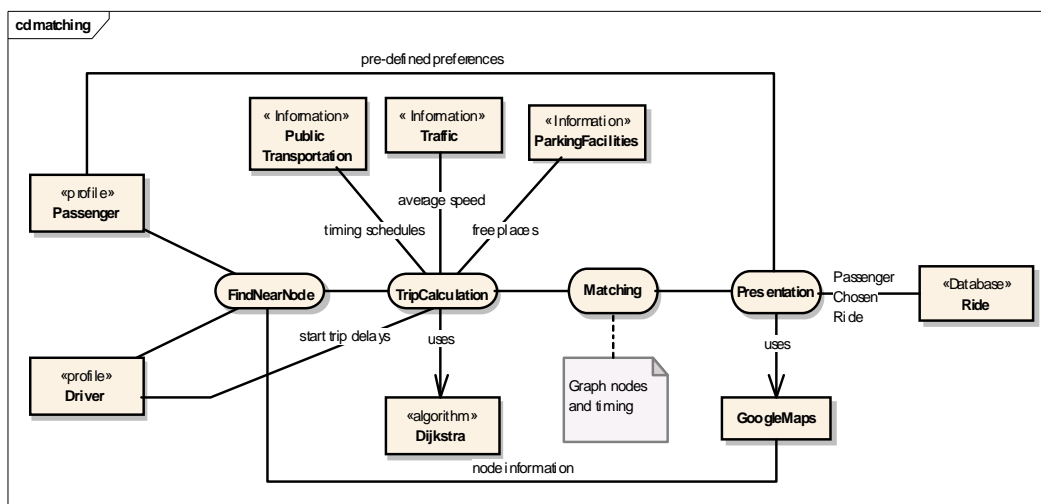 cd matching
pre-defined preferences
« Information»
Public
Transportation
« Information»
Traffic
« Information»
ParkingFacilities
«profile»
Passenger
average speed
timing schedules
free places
FindNearNode
TripCalculation
Matching
Presentation
Passenger
Chosen
Ride
«Database»
Ride
start trip delays
uses
uses
«profile»
Driver
Graph nodes
and timing
«algorithm»
Dijkstra
GoogleMaps
node information